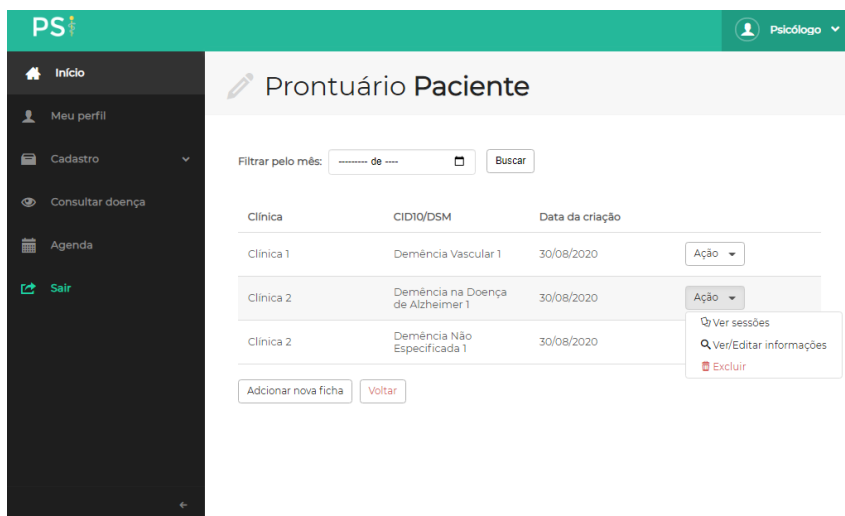 PSi
Psicólogo
Início
Meu perfil
Cadastro
Consultar doença
Agenda
Sair
Prontuário Paciente
Filtrar pelo mês: --------- de ---- Buscar
Clínica CID10/DSM Data da criação
Clínica 1 Demência Vascular 1 30/08/2020 Ação
Clínica 2 Demência na Doença
de Alzheimer 1 30/08/2020 Ação
Ver sessões
Ver/Editar informações
Excluir
Clínica 2 Demência Não
Especificada 1 30/08/2020
Adcionar nova ficha Voltar